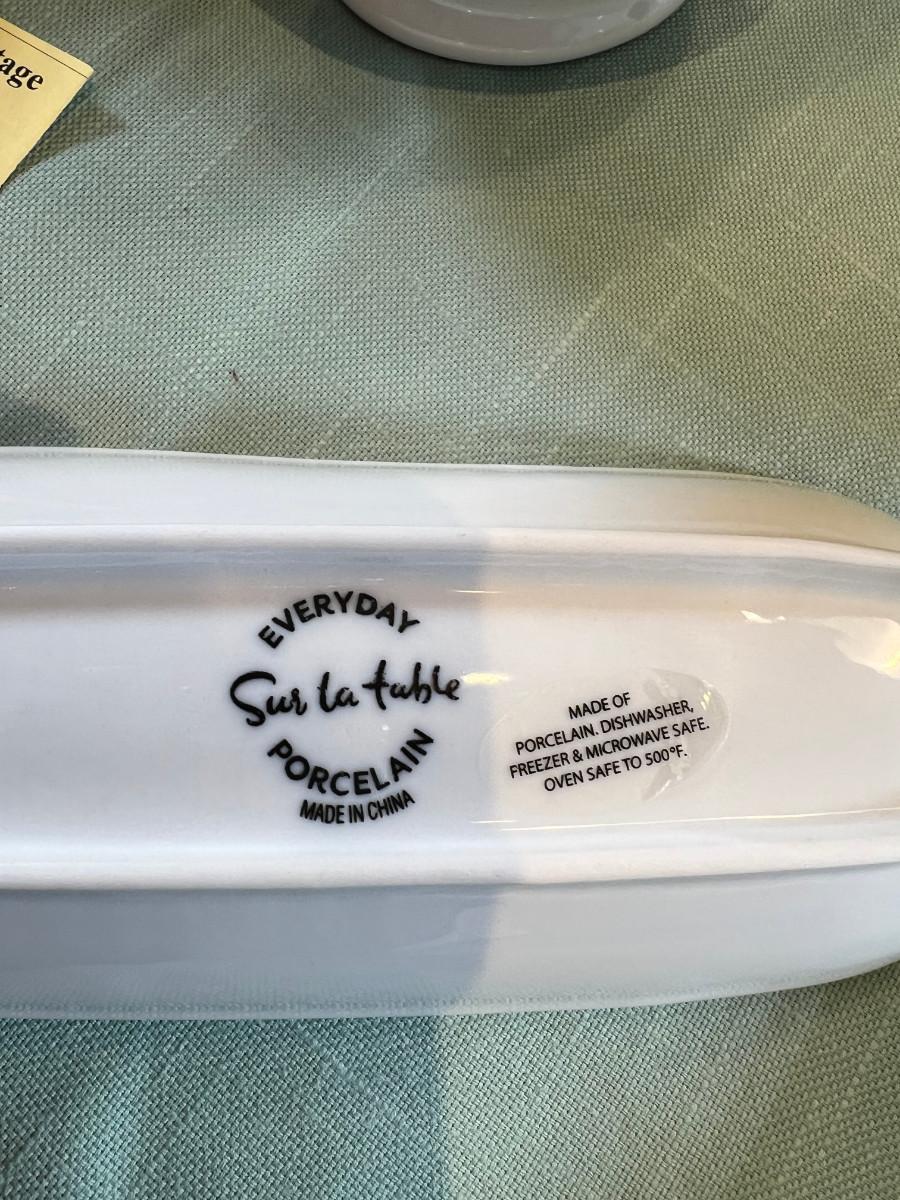 EVERYDAY
Sur la table
PORCELAIN
MADE IN CHINA
MADE OF
PORCELAIN. DISHWASHER,
FREEZER & MICROWAVE SAFE.
OVEN SAFE TO 500°F.